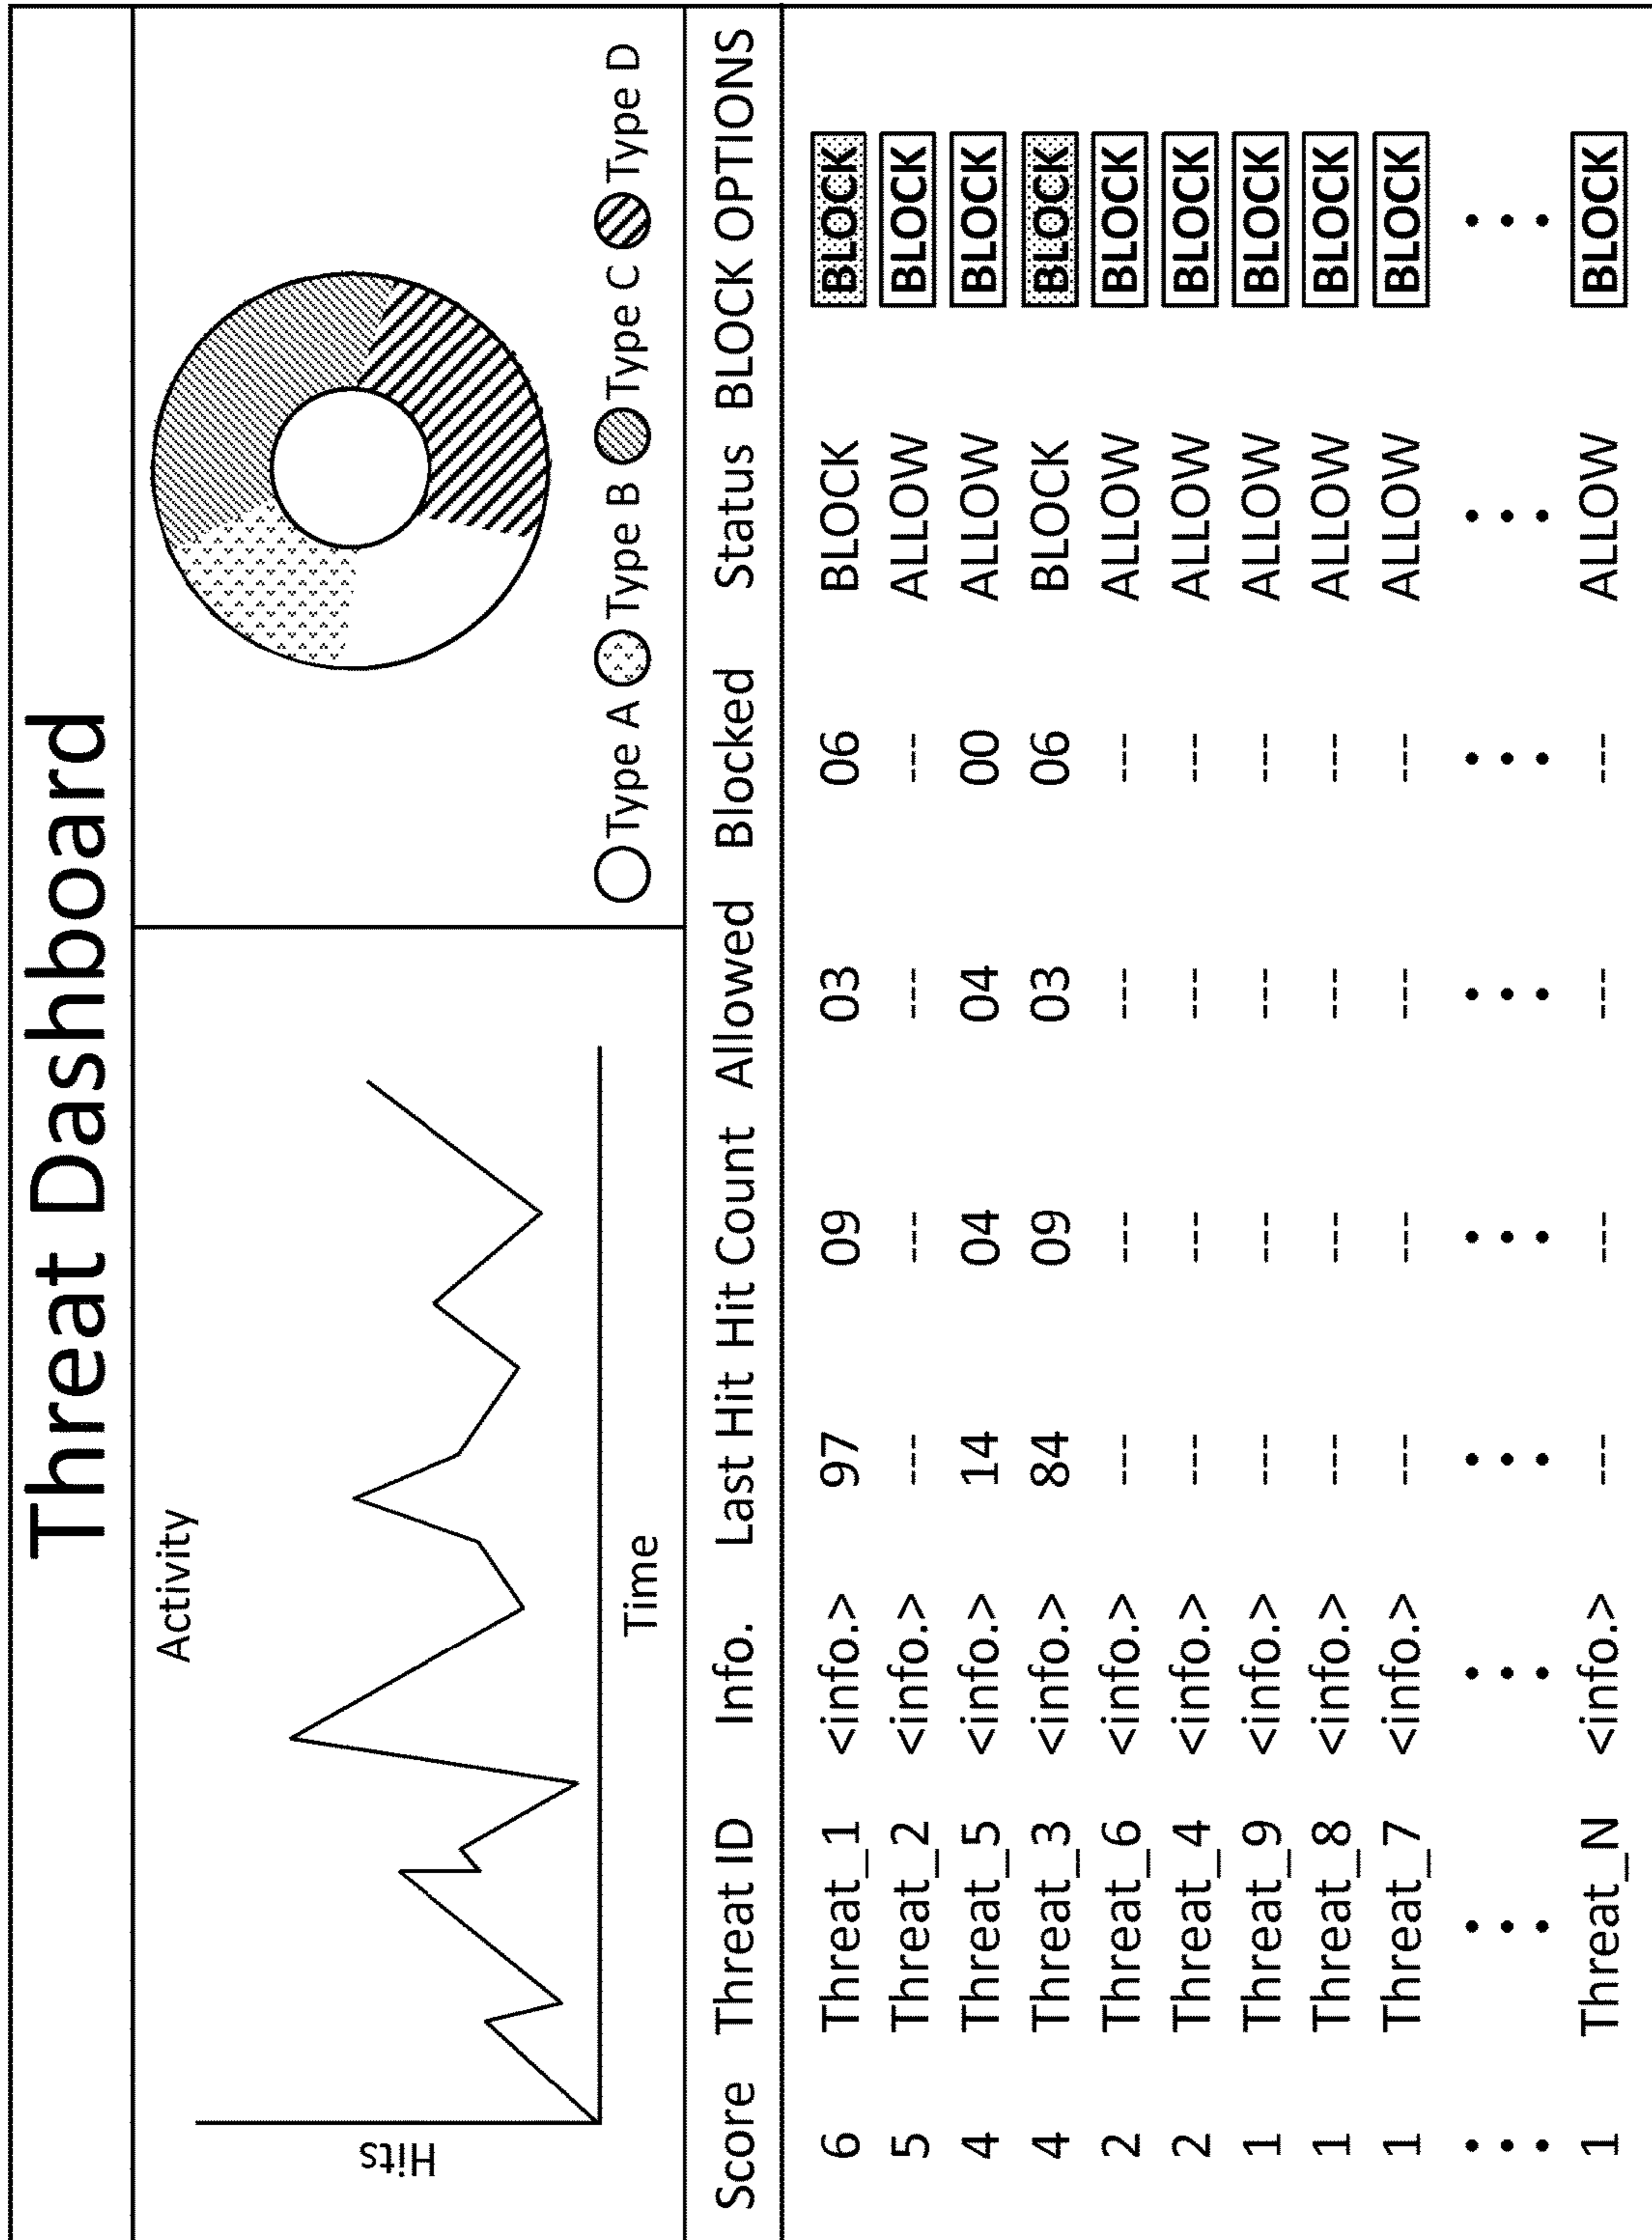 Threat Dashboard
Activity
Hits
Time
Type A Type B Type C Type D
Score Threat ID Info. Last Hit Hit Count Allowed Blocked Status BLOCK OPTIONS
6 Threat_1 <info.> 97 09 03 06 BLOCK BLOCK
5 Threat_2 <info.> --- --- --- --- ALLOW BLOCK
4 Threat_5 <info.> 14 04 04 00 ALLOW BLOCK
4 Threat_3 <info.> 84 09 03 06 BLOCK BLOCK
2 Threat_6 <info.> --- --- --- --- ALLOW BLOCK
2 Threat_4 <info.> --- --- --- --- ALLOW BLOCK
1 Threat_9 <info.> --- --- --- --- ALLOW BLOCK
1 Threat_8 <info.> --- --- --- --- ALLOW BLOCK
1 Threat_7 <info.> --- --- --- --- ALLOW BLOCK
1 Threat_N <info.> --- --- --- --- ALLOW BLOCK